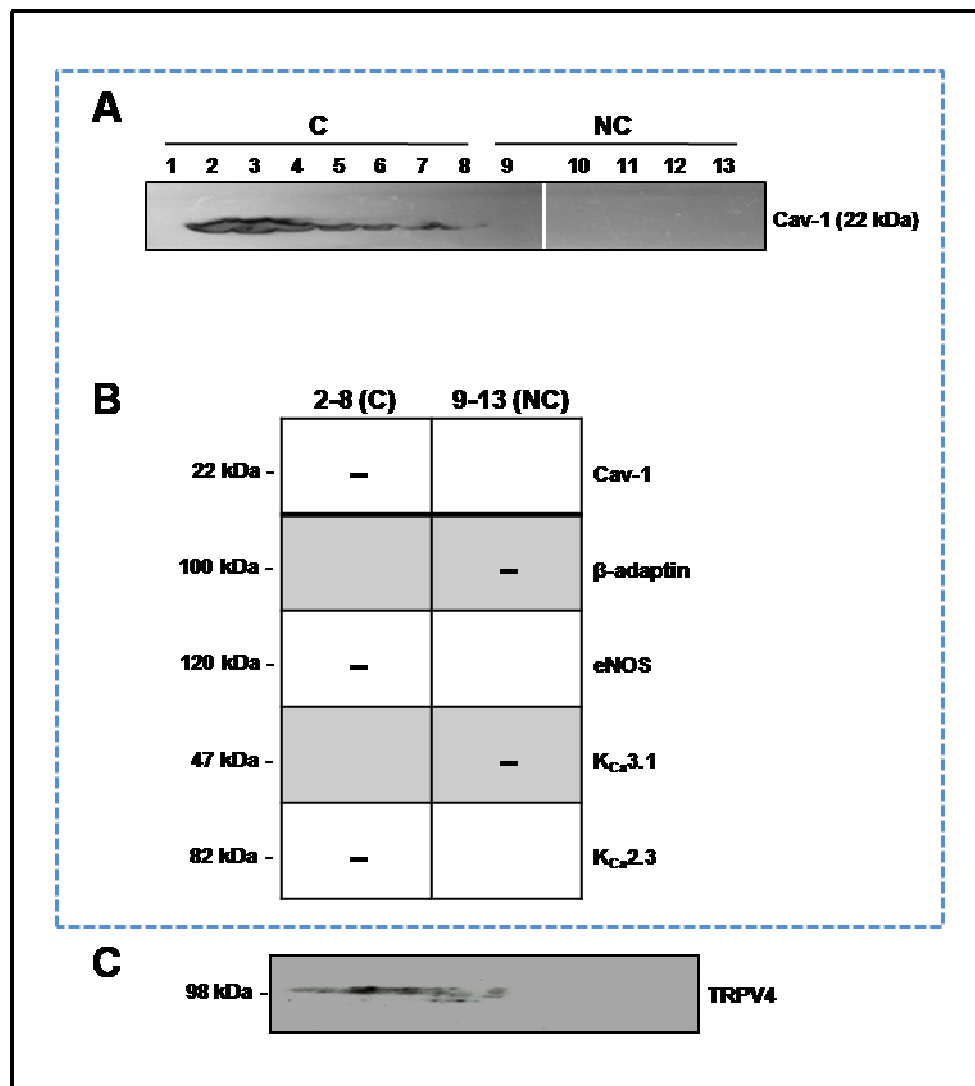 A
C NC
1 2 3 4 5 6 7 8 9 10 11 12 13
Cav-1 (22 kDa)
B
2-8 (C) 9-13 (NC)
22 kDa - Cav-1
100 kDa - β-adaptin
120 kDa - eNOS
47 kDa - KCa3.1
82 kDa - KCa2.3
C
98 kDa - TRPV4